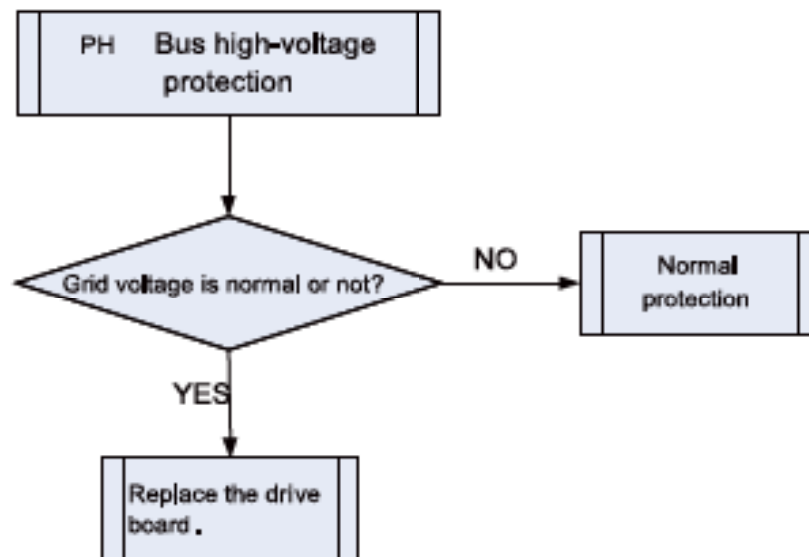 PH Bus high-voltage
protection
Grid voltage is normal or not?
NO
Normal
protection
YES
Replace the drive
board.